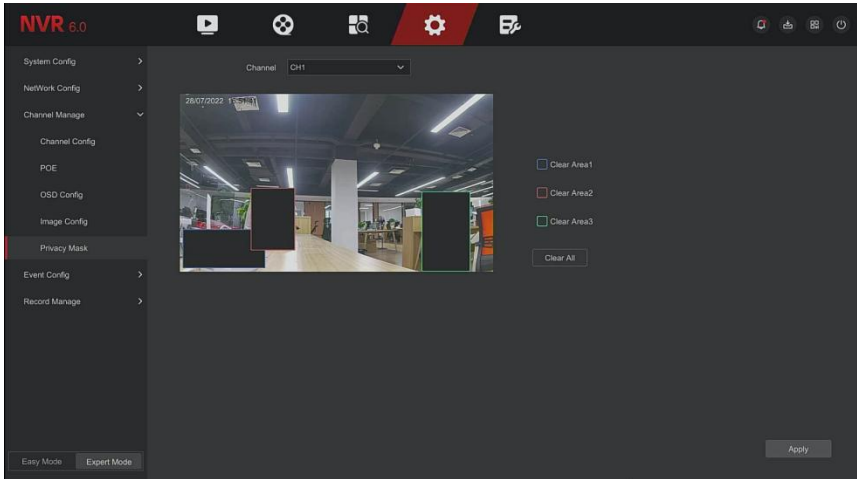 NVR 6.0
System Config
NetWork Config
Channel Manage
Channel Config
POE
OSD Config
Image Config
Privacy Mask
Event Config
Record Manage
Easy Mode Expert Mode
Channel CH1
28/07/2022
Clear Area1
Clear Area2
Clear Area3
Clear All
Apply